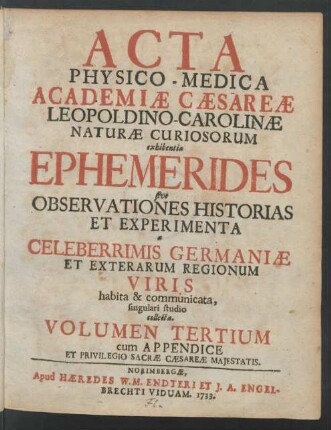 ACTA
PHYSICO-MEDICA
ACADEMIÆ CÆSAREÆ
LEOPOLDINO-CAROLINÆ
NATURÆ CURIOSORUM
exhibentia
EPHEMERIDES
sive
OBSERVATIONES HISTORIAS
ET EXPERIMENTA
a
CELEBERRIMIS GERMANIÆ
ET EXTERARUM REGIONUM
VIRIS
habita & communicata,
singulari studio
collecta.
VOLUMEN TERTIUM
cum APPENDICE
ET PRIVILEGIO SACRÆ CÆSAREÆ MAJESTATIS.
NORIMBERGÆ,
Apud HÆREDES W.M. ENDTERI ET J. A. ENGEL-
BRECHTI VIDUAM. 1733.